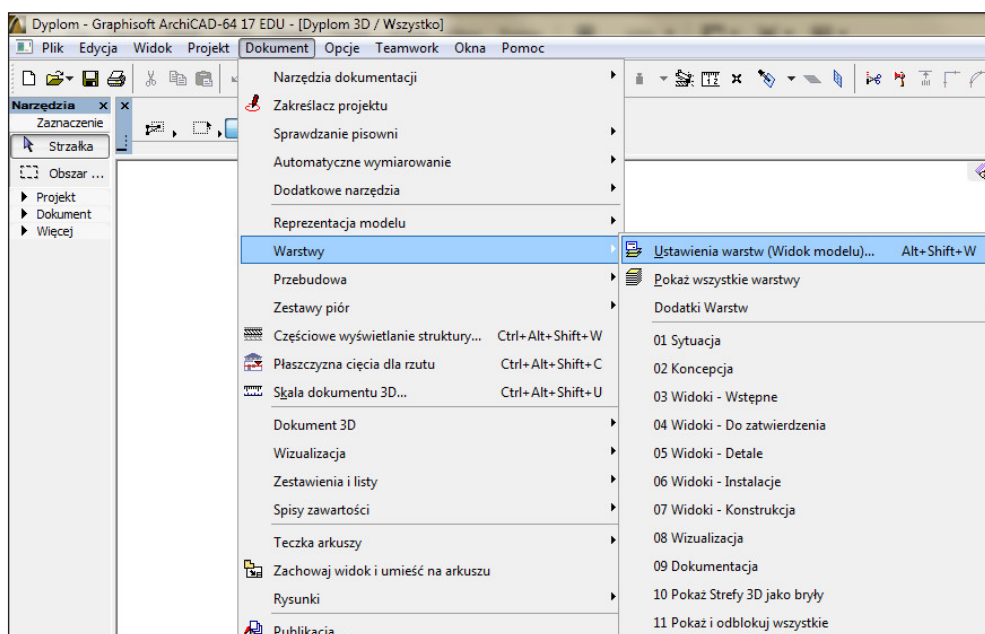 Dyplom - Graphisoft ArchiCAD-64 17 EDU - [Dyplom 3D / Wszystko]
Plik Edycja Widok Projekt Dokument Opcje Teamwork Okna Pomoc
Narzędzia x
Zaznaczenie
Strzałka
Obszar ...
Projekt
Dokument
Więcej
Narzędzia dokumentacji
Zakreślacz projektu
Sprawdzanie pisowni
Automatyczne wymiarowanie
Dodatkowe narzędzia
Reprezentacja modelu
Warstwy
Przebudowa
Zestawy piór
Częściowe wyświetlanie struktury... Ctrl+Alt+Shift+W
Płaszczyzna cięcia dla rzutu Ctrl+Alt+Shift+C
Skala dokumentu 3D... Ctrl+Alt+Shift+U
Dokument 3D
Wizualizacja
Zestawienia i listy
Spisy zawartości
Teczka arkuszy
Zachowaj widok i umieść na arkuszu
Rysunki
Publikacja
Ustawienia warstw (Widok modelu)... Alt+Shift+W
Pokaż wszystkie warstwy
Dodatki Warstw
01 Sytuacja
02 Koncepcja
03 Widoki - Wstępne
04 Widoki - Do zatwierdzenia
05 Widoki - Detale
06 Widoki - Instalacje
07 Widoki - Konstrukcja
08 Wizualizacja
09 Dokumentacja
10 Pokaż Strefy 3D jako bryły
11 Pokaż i odblokuj wszystkie